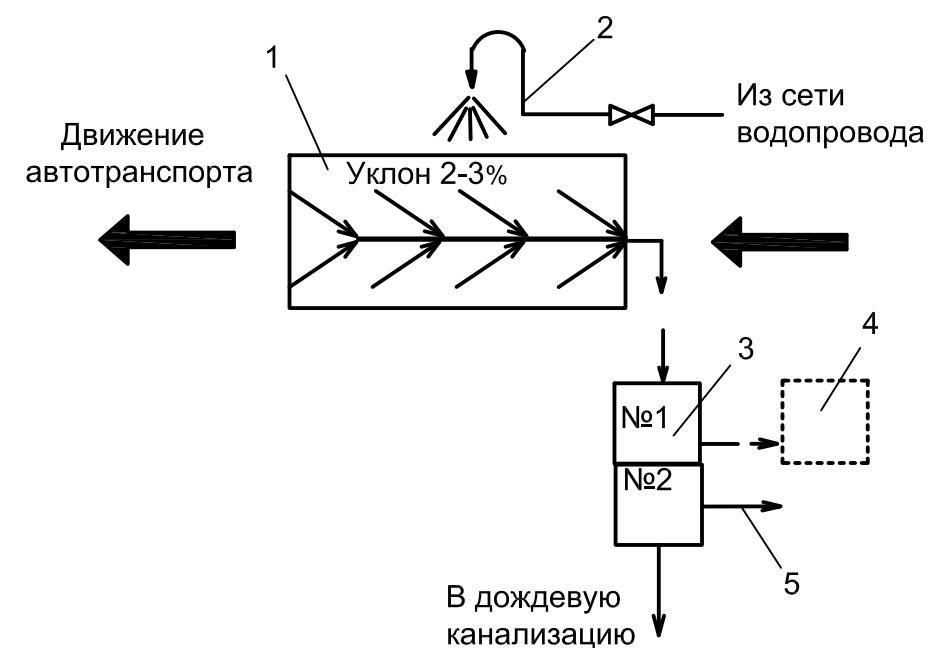 1
2
Из сети
водопровода
Движение
автотранспорта
Уклон 2-3%
3
4
№1
№2
5
В дождевую
канализацию